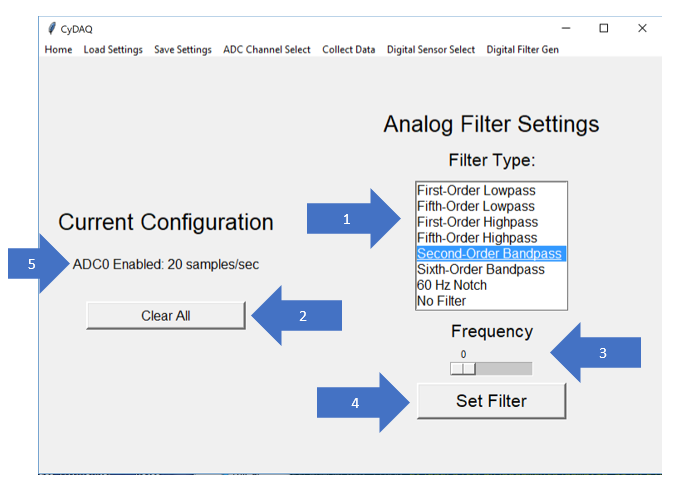 CyDAQ
Home Load Settings Save Settings ADC Channel Select Collect Data Digital Sensor Select Digital Filter Gen
Analog Filter Settings
Filter Type:
First-Order Lowpass
Fifth-Order Lowpass
First-Order Highpass
Fifth-Order Highpass
Second-Order Bandpass
Sixth-Order Bandpass
60 Hz Notch
No Filter
1
Current Configuration
5
ADC0 Enabled: 20 samples/sec
Clear All
2
Frequency
0
3
4
Set Filter